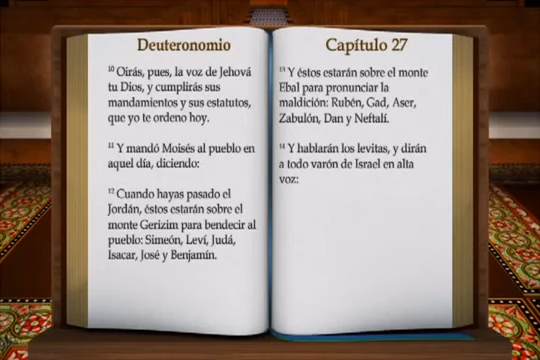 Deuteronomio
¹⁰ Oirás, pues, la voz de Jehová
tu Dios, y cumplirás sus
mandamientos y sus estatutos,
que yo te ordeno hoy.
¹¹ Y mandó Moisés al pueblo en
aquel día, diciendo:
¹² Cuando hayas pasado el
Jordán, éstos estarán sobre el
monte Gerizim para bendecir al
pueblo: Simeón, Leví, Judá,
Isacar, José y Benjamín.
Capítulo 27
¹³ Y éstos estarán sobre el monte
Ebal para pronunciar la
maldición: Rubén, Gad, Aser,
Zabulón, Dan y Neftalí.
¹⁴ Y hablarán los levitas, y dirán
a todo varón de Israel en alta
voz: